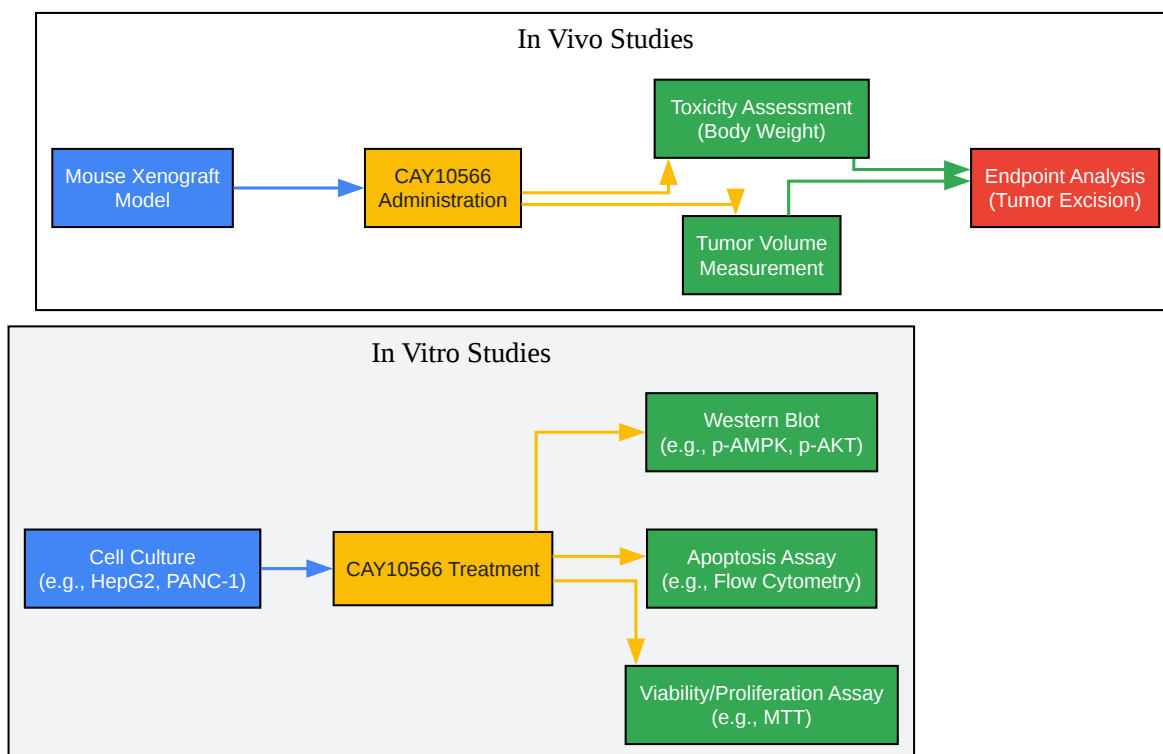 In Vivo Studies
Toxicity Assessment
(Body Weight)
Mouse Xenograft
Model
CAY10566
Administration
Endpoint Analysis
(Tumor Excision)
Tumor Volume
Measurement
In Vitro Studies
Western Blot
(e.g., p-AMPK, p-AKT)
Cell Culture
(e.g., HepG2, PANC-1)
CAY10566 Treatment
Apoptosis Assay
(e.g., Flow Cytometry)
Viability/Proliferation Assay
(e.g., MTT)